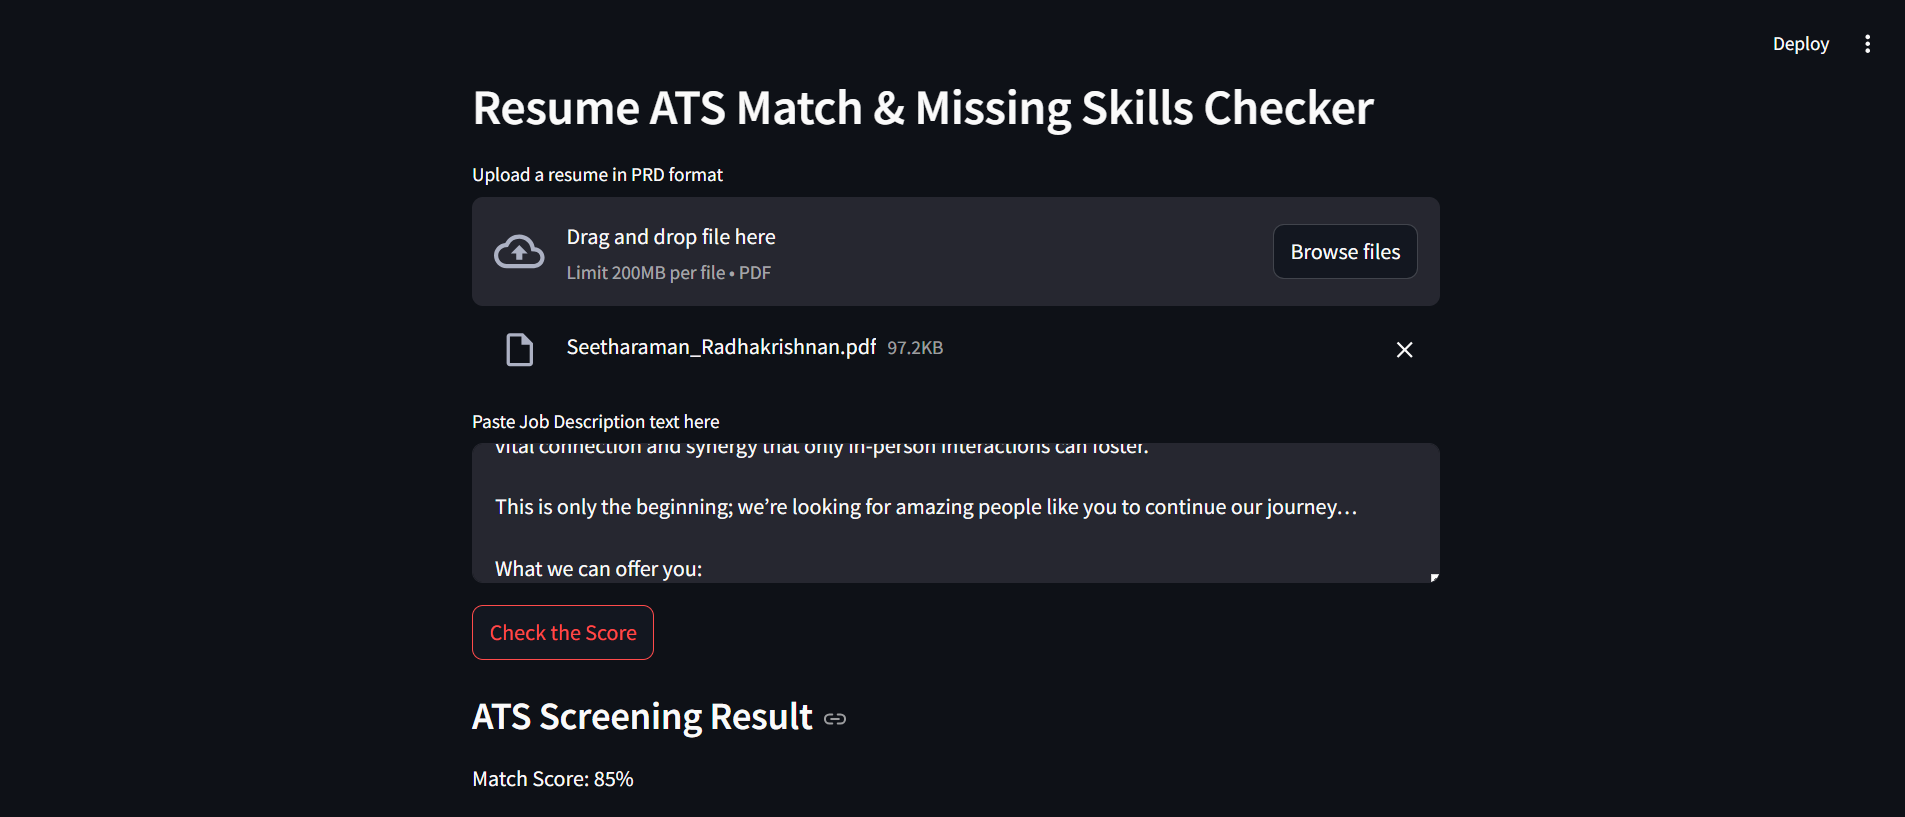 Deploy
Resume ATS Match & Missing Skills Checker
Upload a resume in PRD format
Drag and drop file here
Limit 200MB per file • PDF
Browse files
Seetharaman_Radhakrishnan.pdf 97.2KB
Paste Job Description text here
vital connection and synergy that only in-person interactions can foster.
This is only the beginning; we’re looking for amazing people like you to continue our journey…
What we can offer you:
Check the Score
ATS Screening Result
Match Score: 85%